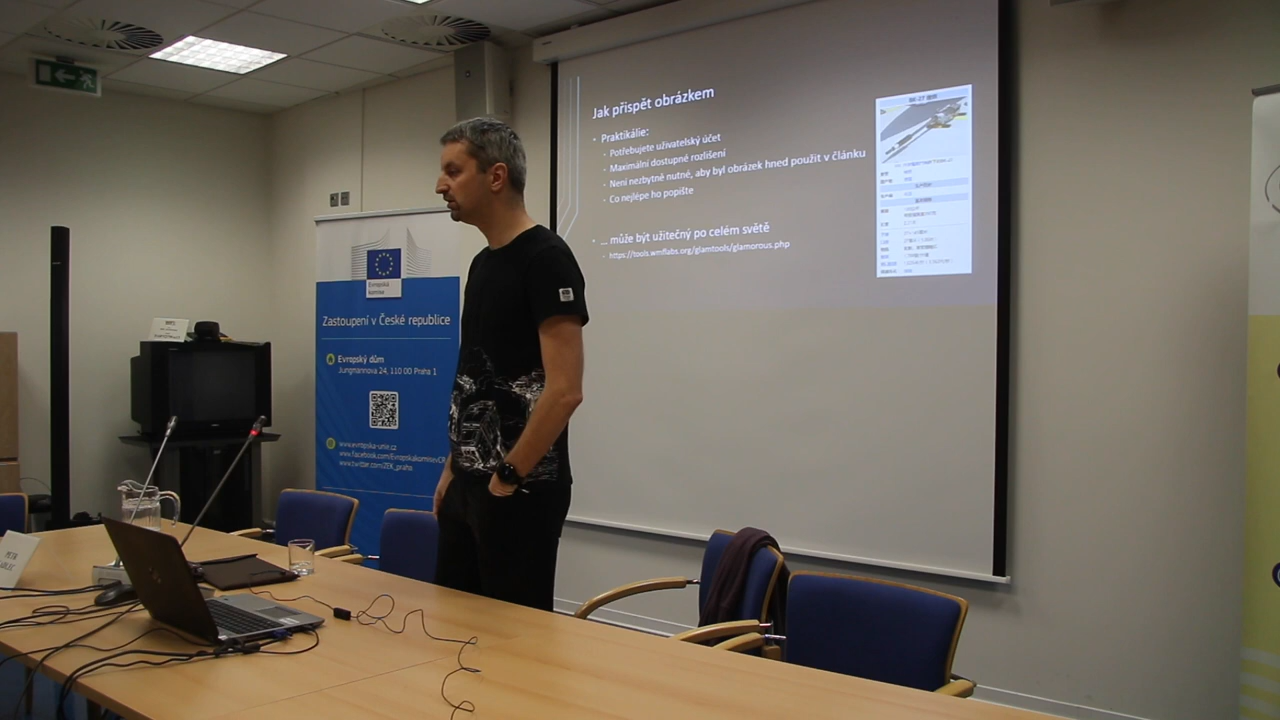 Jak přispět obrázkem
Praktikálie:
Potřebujete uživatelský účet
Maximální dostupné rozlišení
Není nezbytně nutné, aby byl obrázek hned použit v článku
Co nejlépe ho popište
... může být užitečný po celém světě
https://tools.wmflabs.org/glamtools/glamorous.php
Evropská
komise
Zastoupení v České republice
Evropský dům
Jungmannova 24, 110 00 Praha 1
www.evropska-unie.cz
www.facebook.com/EvropskakomisevCR
www.twitter.com/ZEK_praha
PETR